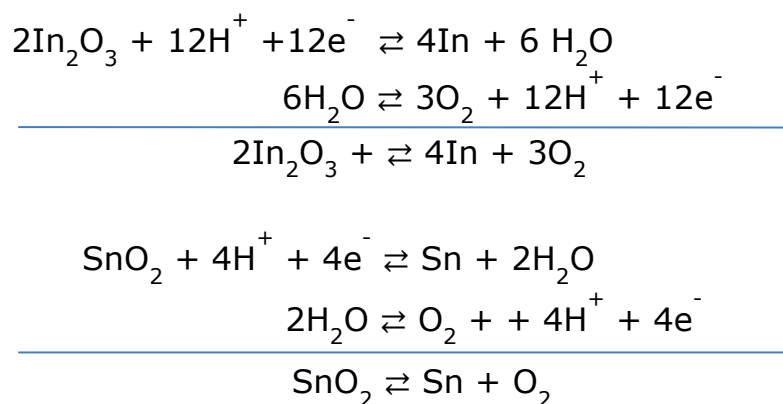 2In₂O₃ + 12H⁺ +12e⁻ ⇄ 4In + 6 H₂O
6H₂O ⇄ 3O₂ + 12H⁺ + 12e⁻
2In₂O₃ + ⇄ 4In + 3O₂
SnO₂ + 4H⁺ + 4e⁻ ⇄ Sn + 2H₂O
2H₂O ⇄ O₂ + + 4H⁺ + 4e⁻
SnO₂ ⇄ Sn + O₂